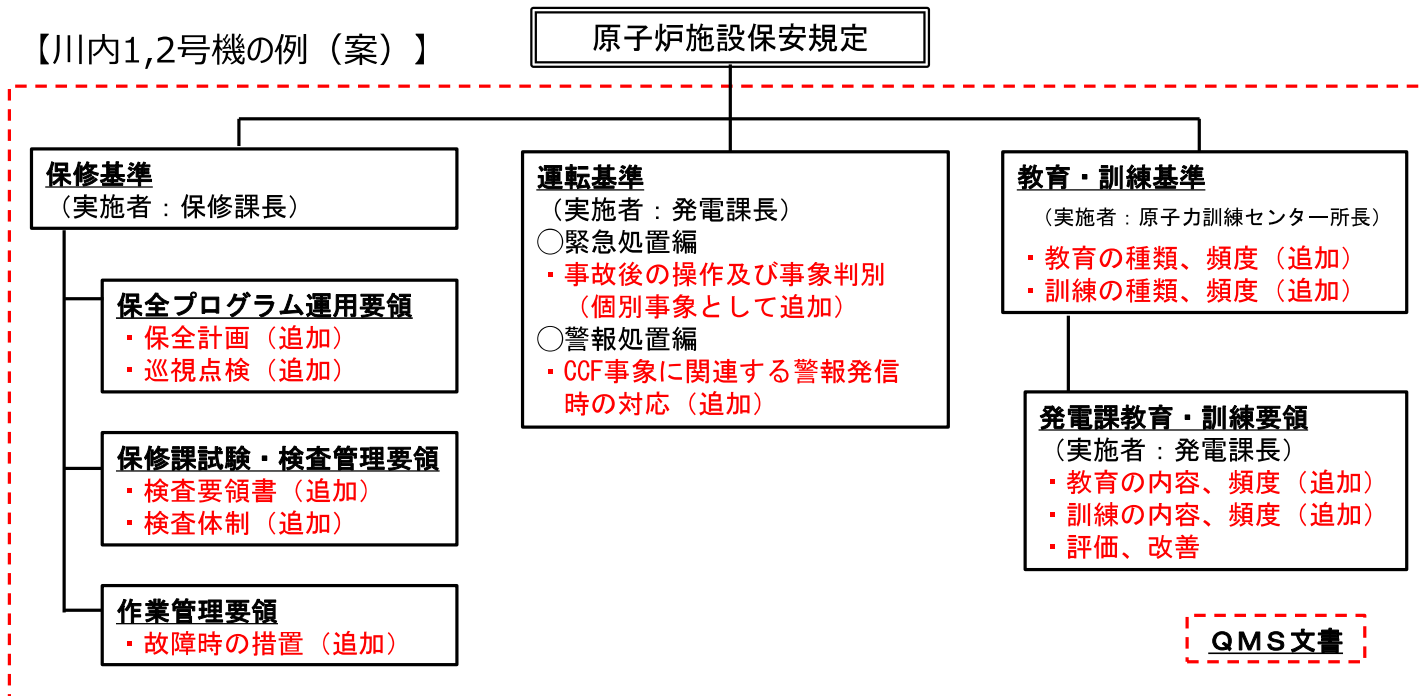 【川内1,2号機の例（案）】
原子炉施設保安規定
保修基準
（実施者：保修課長）
保全プログラム運用要領
・保全計画（追加）
・巡視点検（追加）
保修課試験・検査管理要領
・検査要領書（追加）
・検査体制（追加）
作業管理要領
・故障時の措置（追加）
運転基準
（実施者：発電課長）
○緊急処置編
・事故後の操作及び事象判別
（個別事象として追加）
○警報処置編
・CCF事象に関連する警報発信
時の対応（追加）
教育・訓練基準
（実施者：原子力訓練センター所長）
・教育の種類、頻度（追加）
・訓練の種類、頻度（追加）
発電課教育・訓練要領
（実施者：発電課長）
・教育の内容、頻度（追加）
・訓練の内容、頻度（追加）
・評価、改善
ＱＭＳ文書